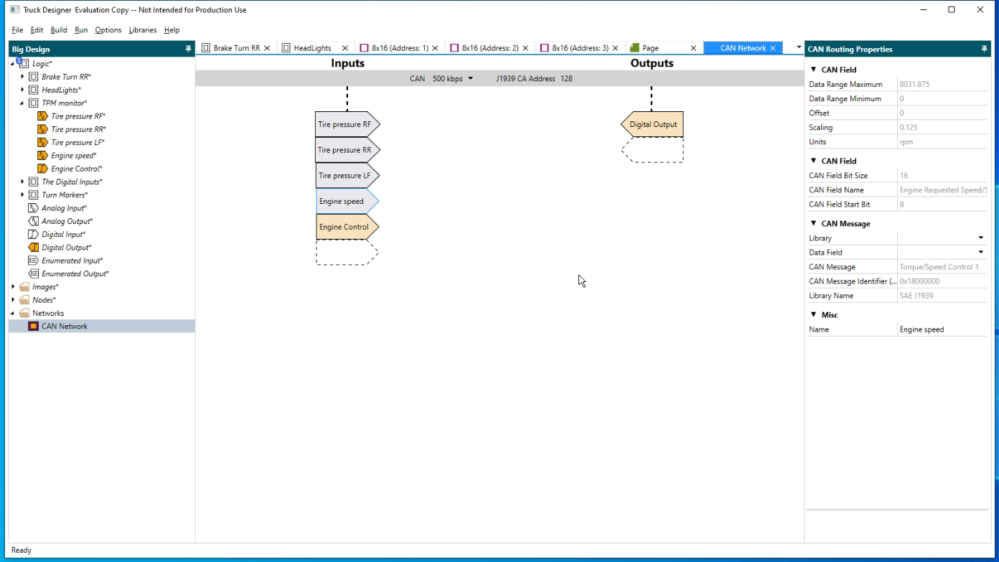 Truck Designer Evaluation Copy -- Not Intended for Production Use
File Edit Build Run Options Libraries Help
Big Design
Logic*
Brake Turn RR*
HeadLights*
TPM monitor*
Tire pressure RF*
Tire pressure RR*
Tire pressure LF*
Engine speed*
Engine Control*
The Digital Inputs*
Turn Markers*
Analog Input*
Analog Output*
Digital Input*
Digital Output*
Enumerated Input*
Enumerated Output*
Images*
Nodes*
Networks
CAN Network
Brake Turn RR
HeadLights
8x16 (Address: 1)
8x16 (Address: 2)
8x16 (Address: 3)
Page
CAN Network
Inputs
Outputs
CAN 500 kbps J1939 CA Address 128
Tire pressure RF
Tire pressure RR
Tire pressure LF
Engine speed
Engine Control
Digital Output
CAN Routing Properties
CAN Field
Data Range Maximum 8031.875
Data Range Minimum 0
Offset 0
Scaling 0.125
Units rpm
CAN Field
CAN Field Bit Size 16
CAN Field Name Engine Requested Speed/S
CAN Field Start Bit 8
CAN Message
Library
Data Field
CAN Message Torque/Speed Control 1
CAN Message Identifier (... 0x18000000
Library Name SAE J1939
Misc
Name Engine speed
Ready